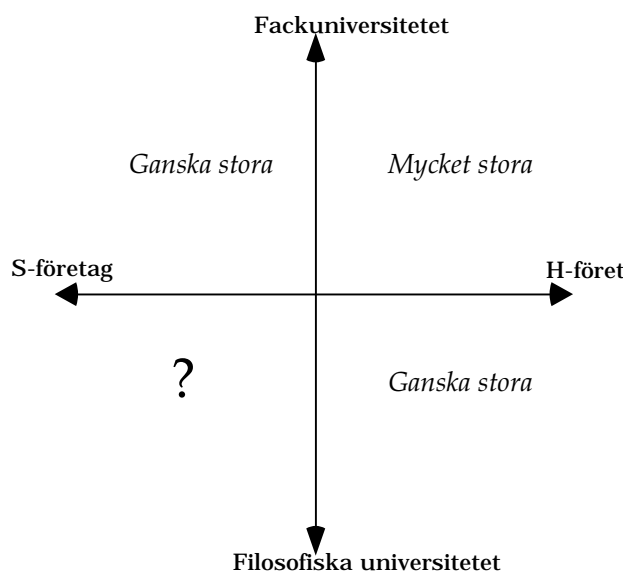 Fackuniversitetet
Ganska stora
Mycket stora
S-företag
H-föret
?
Ganska stora
Filosofiska universitetet